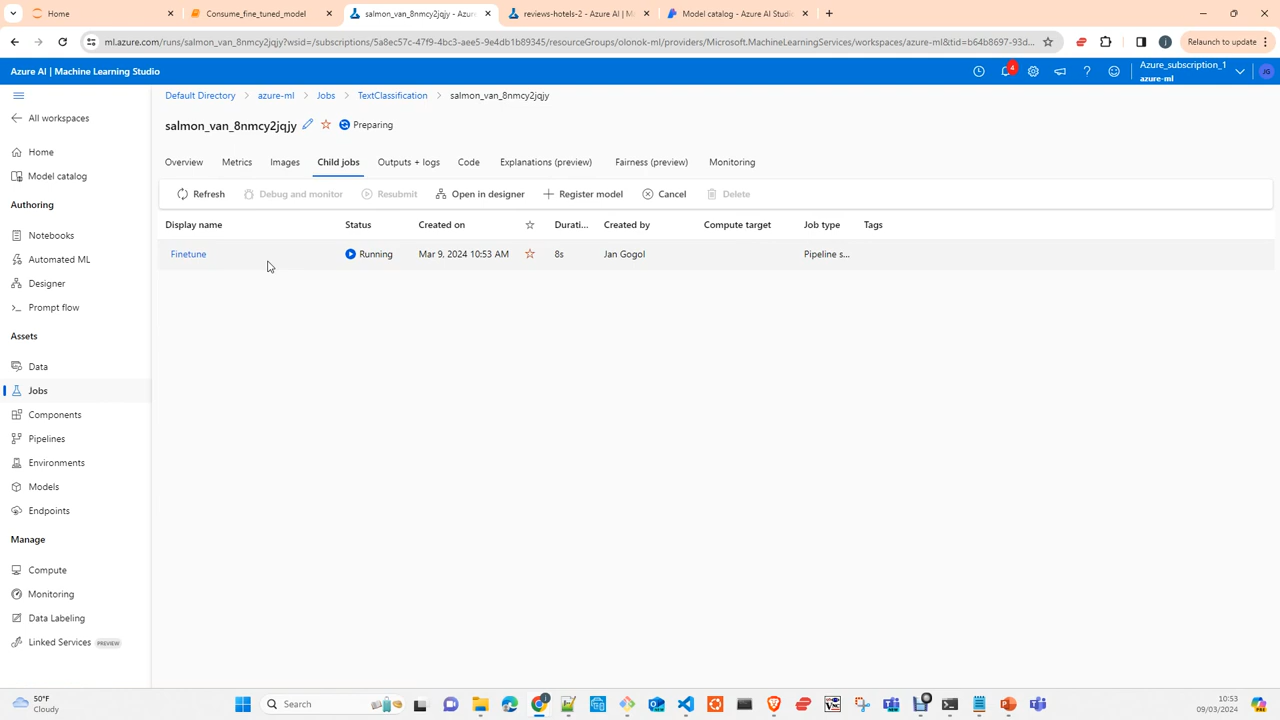 Home
Consume_fine_tuned_model
salmon_van_8nmcy2jqjy - Azure
reviews-hotels-2 - Azure AI | M
Model catalog - Azure AI Studio
ml.azure.com/runs/salmon_van_8nmcy2jqjy?wsid=/subscriptions/5a8ec57c-47f9-4bc3-aee5-9e4db1b89345/resourceGroups/olonok-ml/providers/Microsoft.MachineLearningServices/workspaces/azure-ml&tid=b64b8697-93d...
Relaunch to update
Azure AI | Machine Learning Studio
4
Azure_subscription_1
azure-ml
JG
All workspaces
Home
Model catalog
Authoring
Notebooks
Automated ML
Designer
Prompt flow
Assets
Data
Jobs
Components
Pipelines
Environments
Models
Endpoints
Manage
Compute
Monitoring
Data Labeling
Linked Services PREVIEW
Default Directory > azure-ml > Jobs > TextClassification > salmon_van_8nmcy2jqjy
salmon_van_8nmcy2jqjy Preparing
Overview Metrics Images Child jobs Outputs + logs Code Explanations (preview) Fairness (preview) Monitoring
Refresh Debug and monitor Resubmit Open in designer Register model Cancel Delete
Display name Status Created on Durati... Created by Compute target Job type Tags
Finetune Running Mar 9, 2024 10:53 AM 8s Jan Gogol Pipeline s...
50°F
Cloudy
Search
10:53
09/03/2024